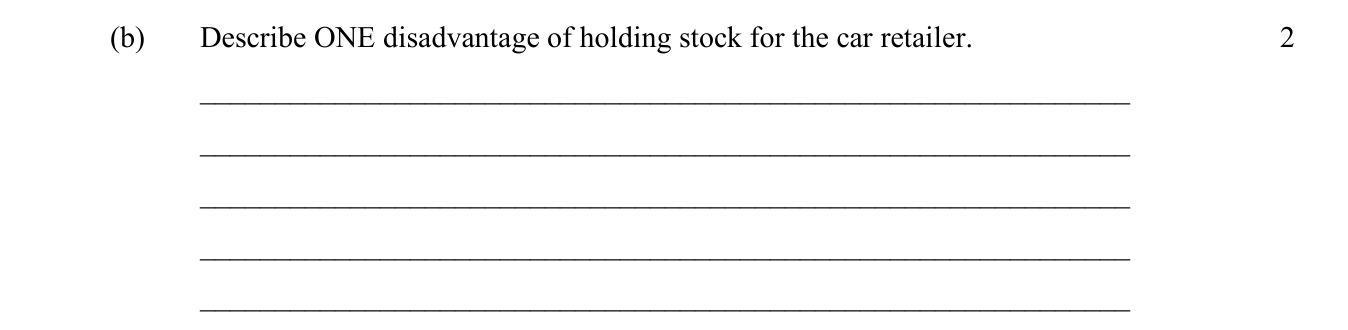 (b) Describe ONE disadvantage of holding stock for the car retailer. 2